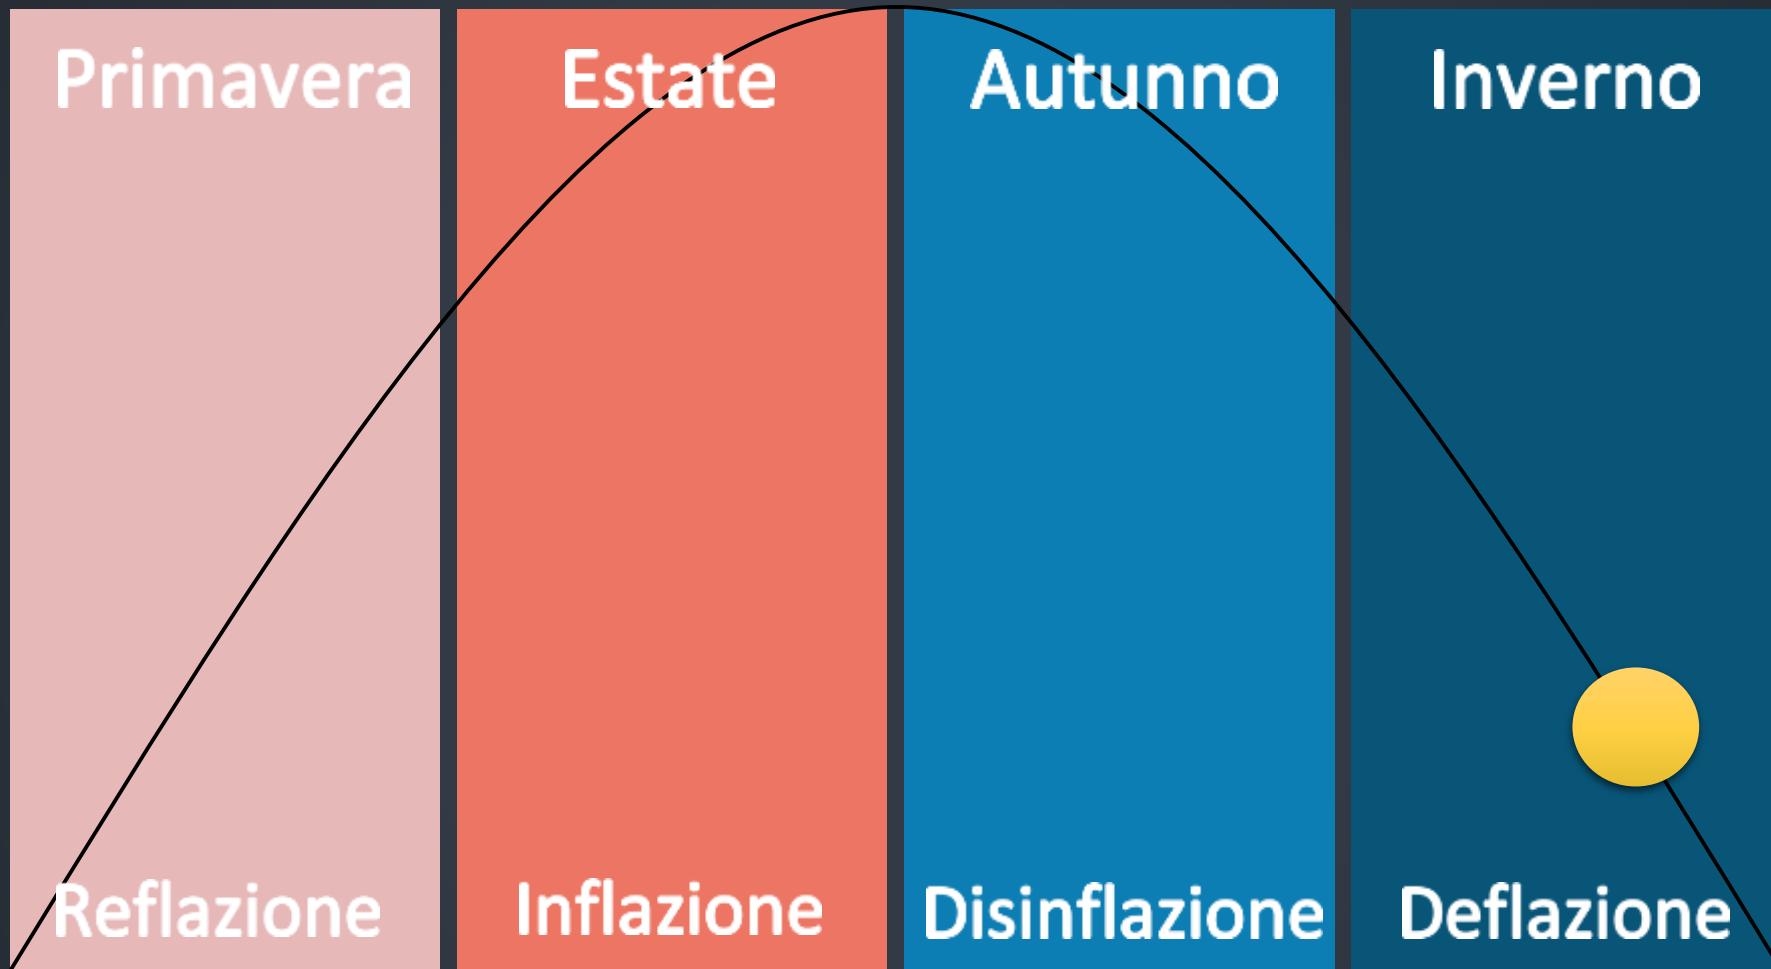 Primavera
Estate
Autunno
Inverno
Reflazione
Inflazione
Disinflazione
Deflazione